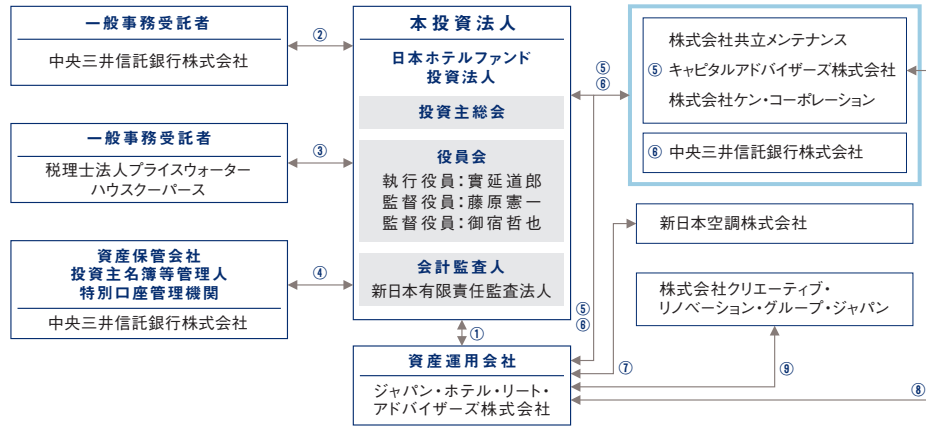 一般事務受託者
中央三井信託銀行株式会社
②
一般事務受託者
税理士法人プライスウォーター
ハウスクーパース
③
資産保管会社
投資主名簿等管理人
特別口座管理機関
中央三井信託銀行株式会社
④
本投資法人
日本ホテルファンド
投資法人
投資主総会
役員会
執行役員：實延道郎
監督役員：藤原憲一
監督役員：御宿哲也
会計監査人
新日本有限責任監査法人
①
資産運用会社
ジャパン・ホテル・リート・
アドバイザーズ株式会社
⑤
⑥
⑤
⑥
株式会社共立メンテナンス
⑤ キャピタルアドバイザーズ株式会社
株式会社ケン・コーポレーション
⑥ 中央三井信託銀行株式会社
新日本空調株式会社
⑦
株式会社クリエーティブ・
リノベーション・グループ・ジャパン
⑨
⑧